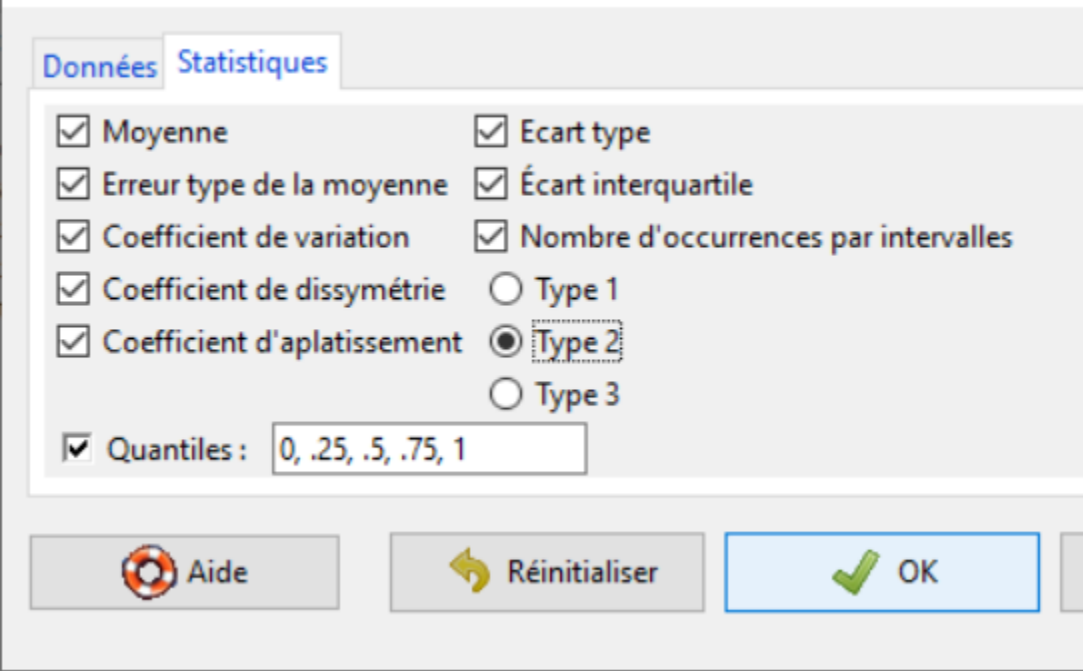 Données Statistiques
Moyenne Ecart type
Erreur type de la moyenne Écart interquartile
Coefficient de variation Nombre d'occurrences par intervalles
Coefficient de dissymétrie Type 1
Coefficient d'aplatissement Type 2
Type 3
Quantiles : 0, .25, .5, .75, 1
Aide Réinitialiser OK